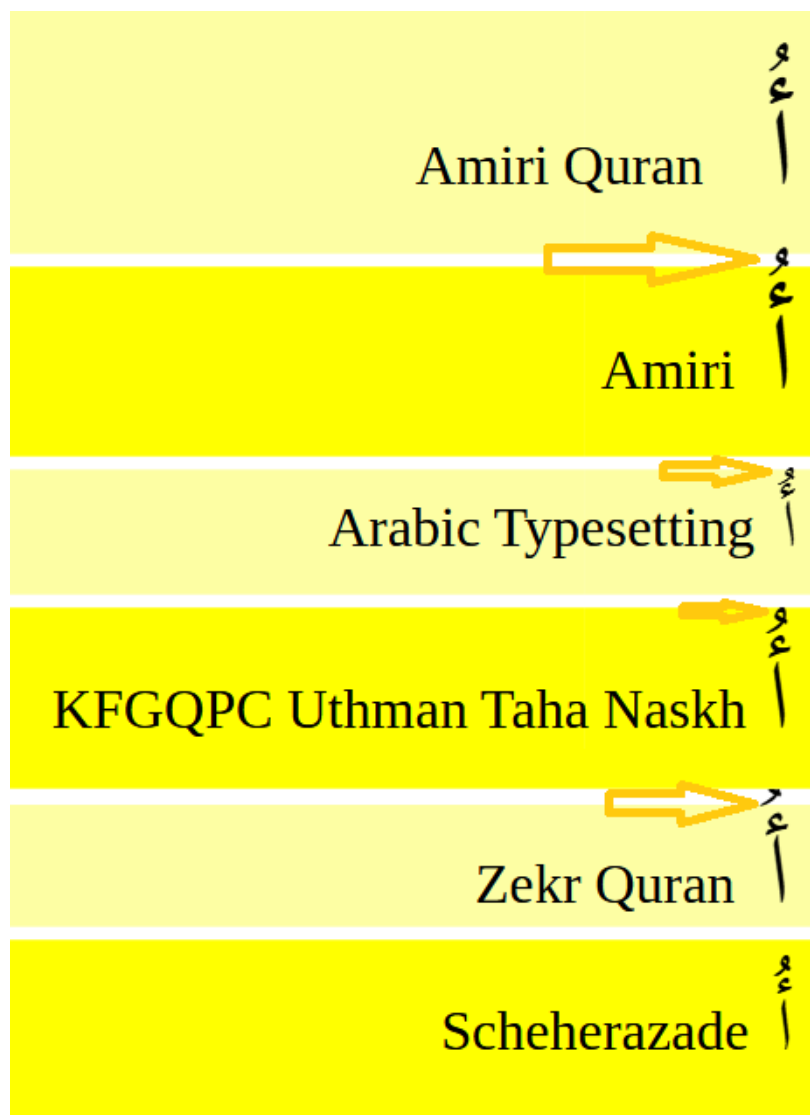 أُ Amiri Quran
أُ Amiri
أُ Arabic Typesetting
أُ KFGQPC Uthman Taha Naskh
أُ Zekr Quran
أُ Scheherazade